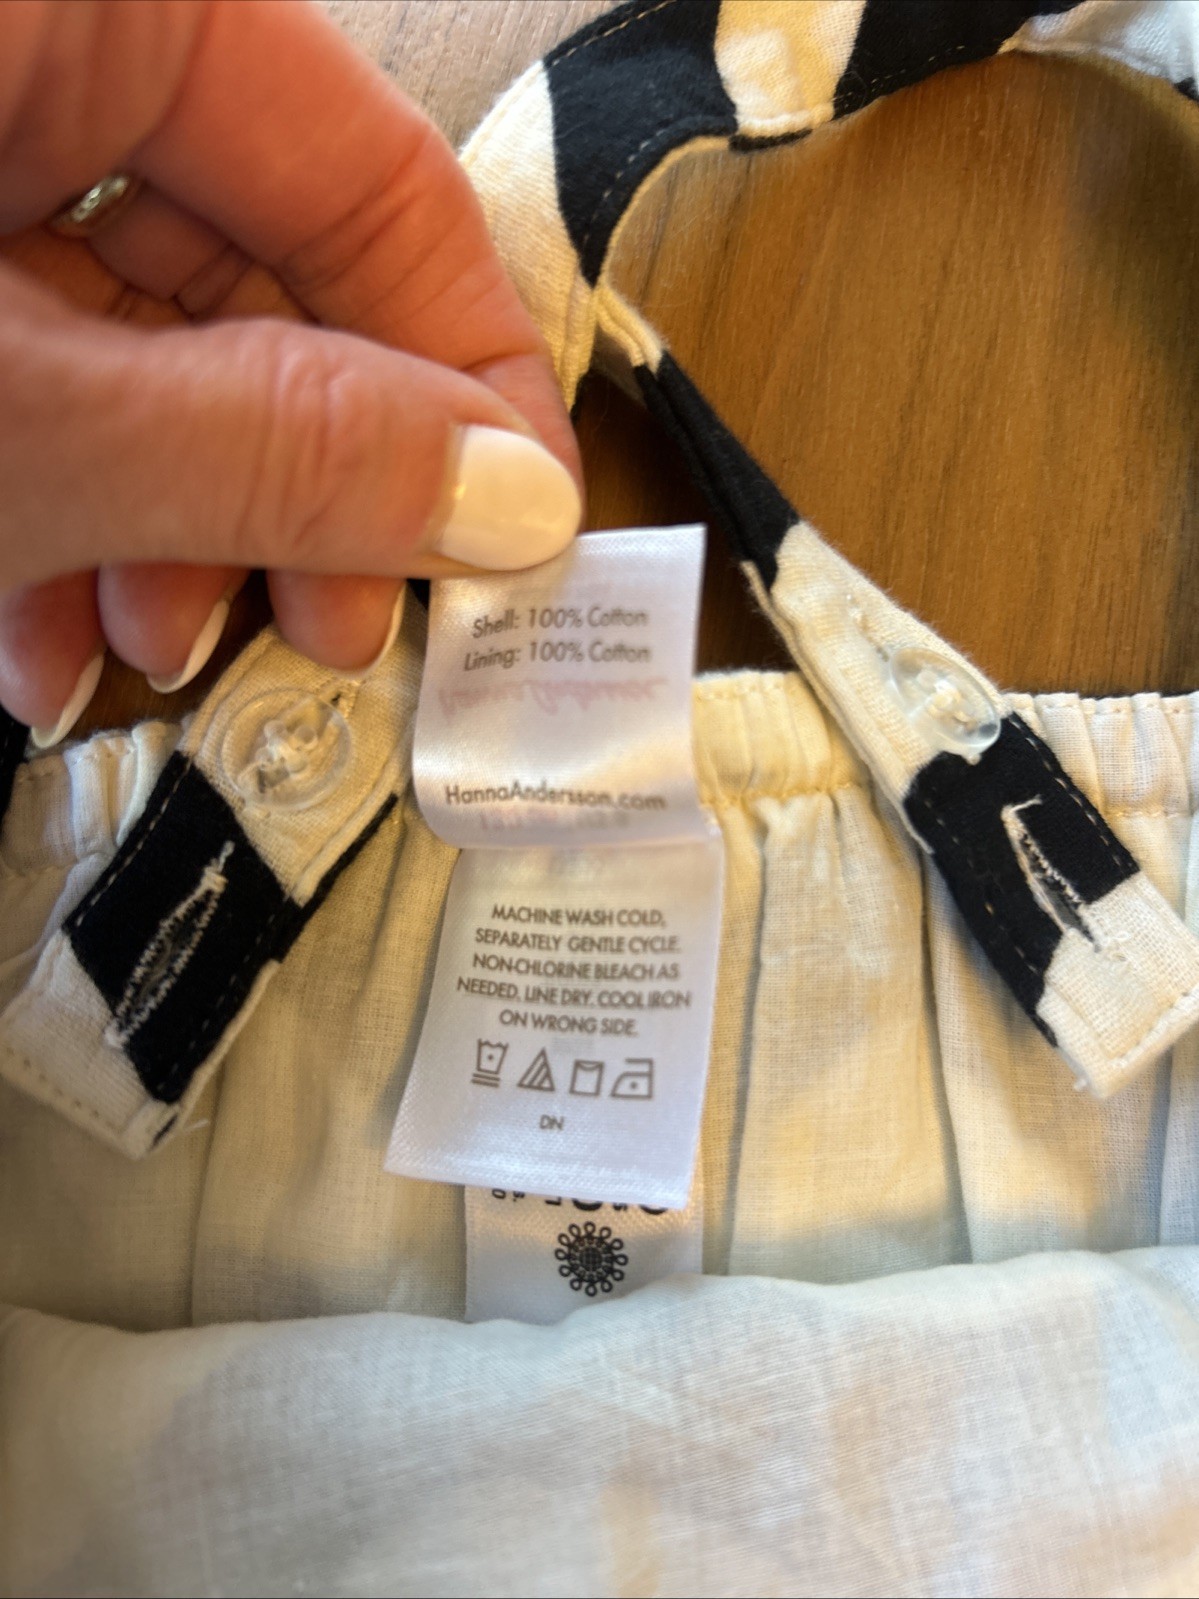 Shell: 100% Cotton
Lining: 100% Cotton
HannaAndersson.com
MACHINE WASH COLD,
SEPARATELY GENTLE CYCLE.
NON-CHLORINE BLEACH AS
NEEDED. LINE DRY. COOL IRON
ON WRONG SIDE.
DN